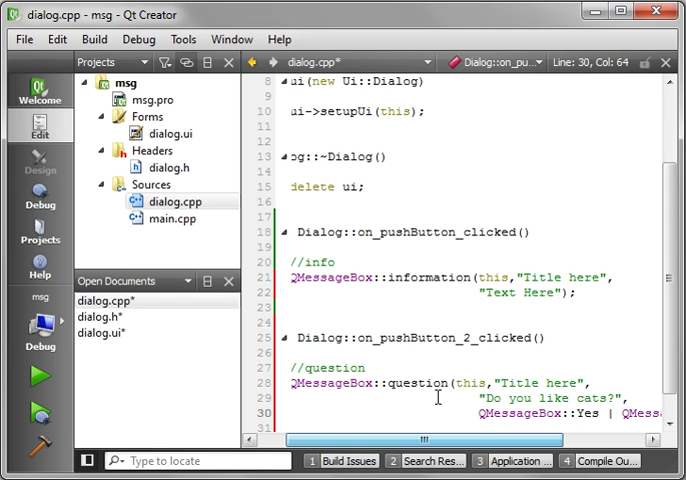 dialog.cpp - msg - Qt Creator
File Edit Build Debug Tools Window Help
Projects dialog.cpp* Dialog::on_pu... Line: 30, Col: 64
Welcome
Edit
Design
Debug
Projects
Help
msg
Debug
msg
msg.pro
Forms
dialog.ui
Headers
dialog.h
Sources
dialog.cpp
main.cpp
Open Documents
dialog.cpp*
dialog.h*
dialog.ui*
8 ui(new Ui::Dialog)
9
10 ui->setupUi(this);
11
12
13 og::~Dialog()
14
15 delete ui;
16
17
18 Dialog::on_pushButton_clicked()
19
20 //info
21 QMessageBox::information(this,"Title here",
22 "Text Here");
23
24
25 Dialog::on_pushButton_2_clicked()
26
27 //question
28 QMessageBox::question(this,"Title here",
29 "Do you like cats?",
30 QMessageBox::Yes | QMess
31
Type to locate 1 Build Issues 2 Search Res... 3 Application ... 4 Compile Ou...